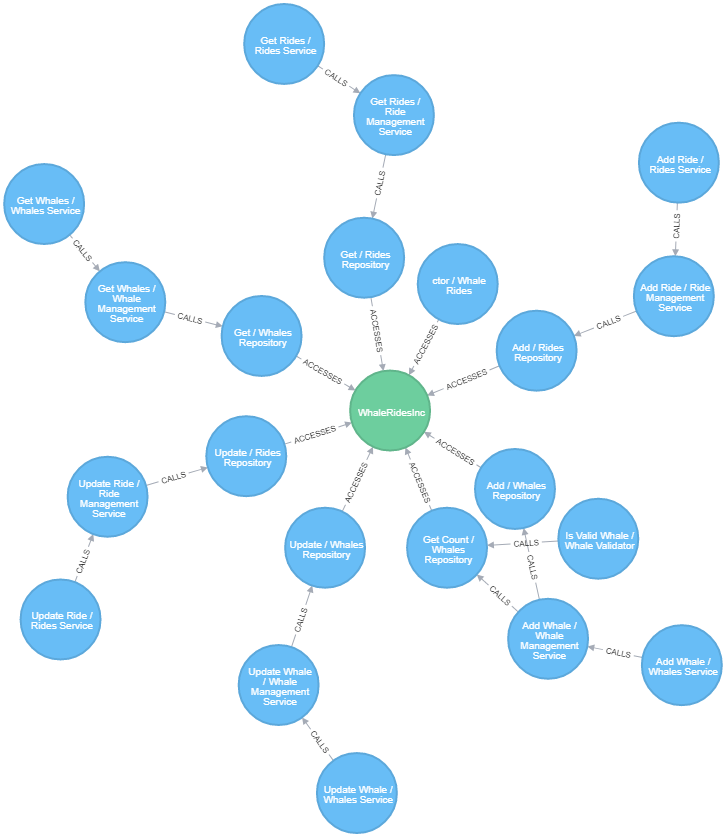 Get Rides /
Rides Service
CALLS
Get Rides /
Ride
Management
Service
CALLS
Add Ride /
Rides Service
CALLS
Get Whales /
Whales Service
CALLS
Get / Rides
Repository
ctor / Whale
Rides
Get Whales /
Whale
Management
Service
CALLS
Add Ride / Ride
Management
Service
CALLS
Get / Whales
Repository
ACCESSES
ACCESSES
ACCESSES
Add / Rides
Repository
ACCESSES
WhaleRidesInc
Update / Rides
Repository
ACCESSES
ACCESSES
CALLS
Update Ride /
Ride
Management
Service
CALLS
ACCESSES
ACCESSES
Add / Whales
Repository
Update / Whales
Repository
Get Count /
Whales
Repository
CALLS
Is Valid Whale /
Whale Validator
CALLS
CALLS
Update Ride /
Rides Service
CALLS
Add Whale /
Whale
Management
Service
CALLS
Add Whale /
Whales Service
Update Whale
/ Whale
Management
Service
CALLS
Update Whale /
Whales Service